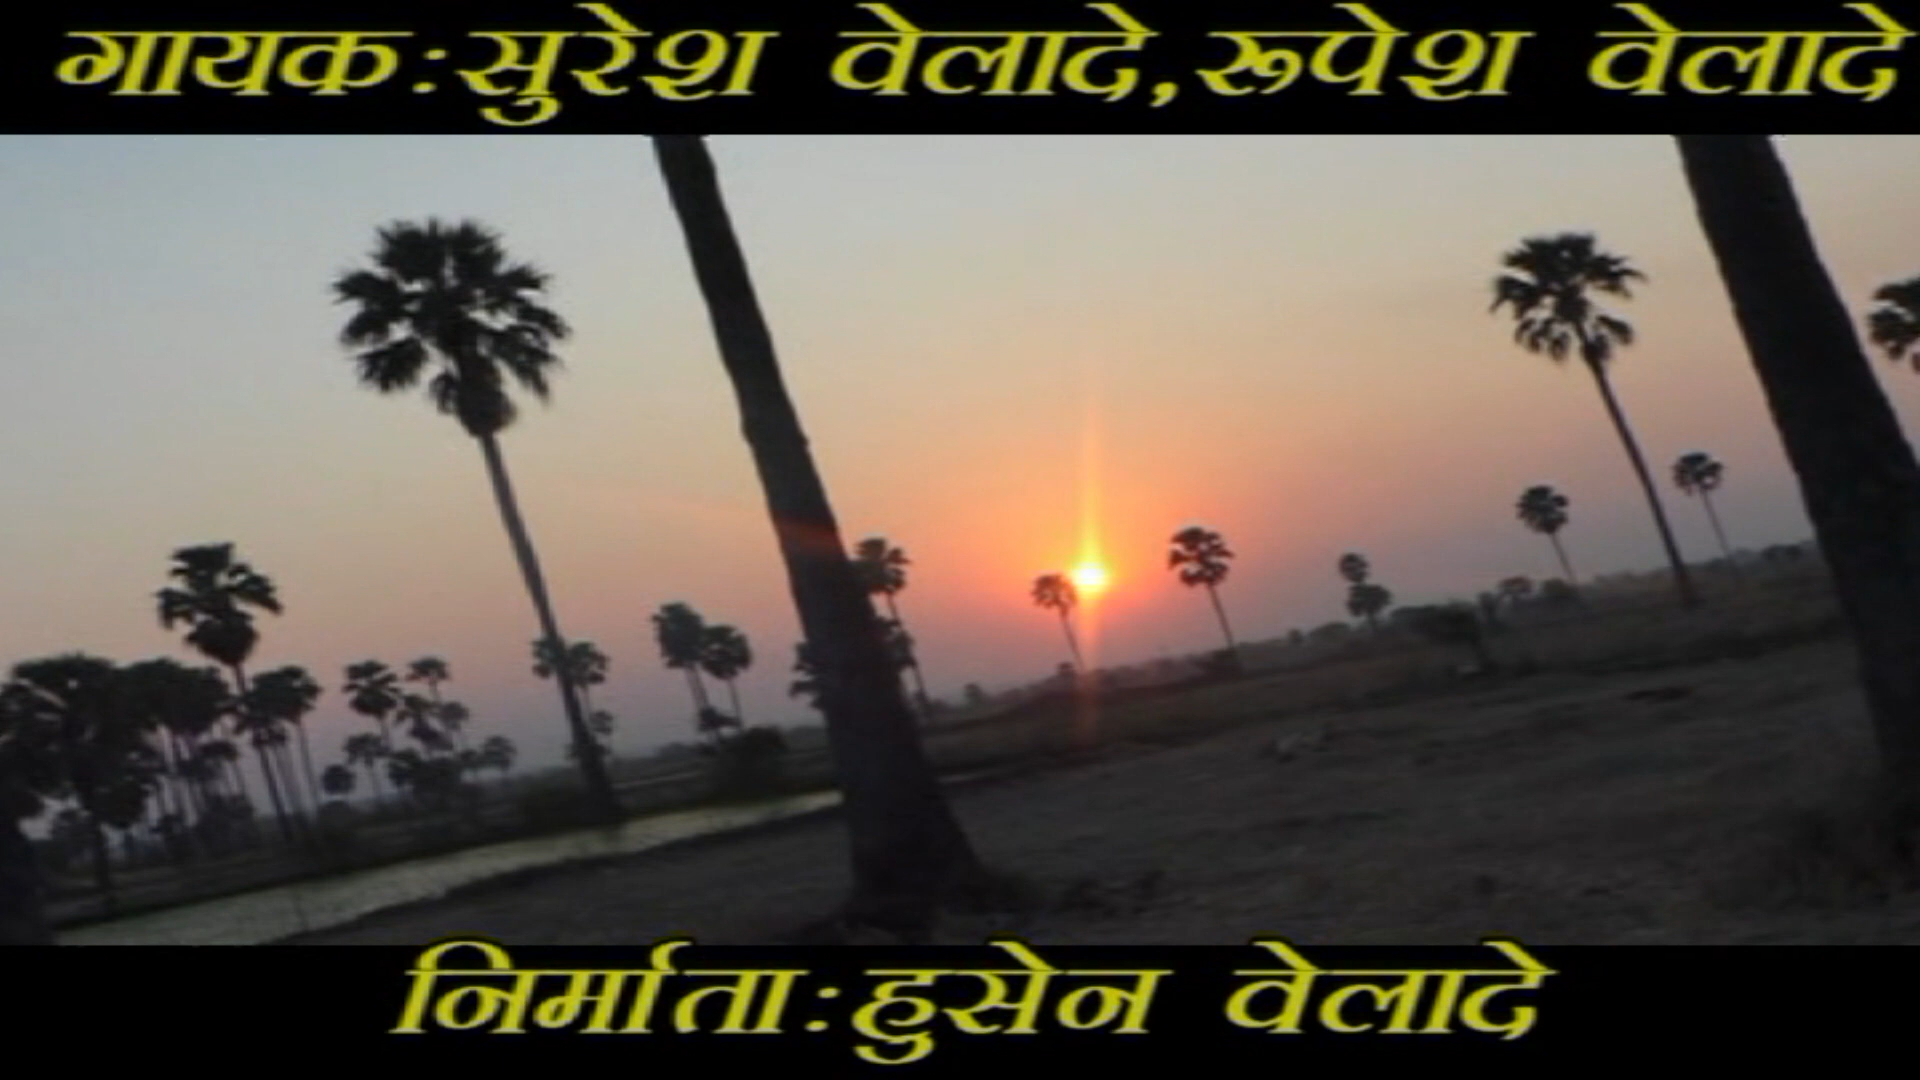 गायक:सुरेश वेलादे,रूपेश वेलादे
निर्माता:हुसेन वेलादे